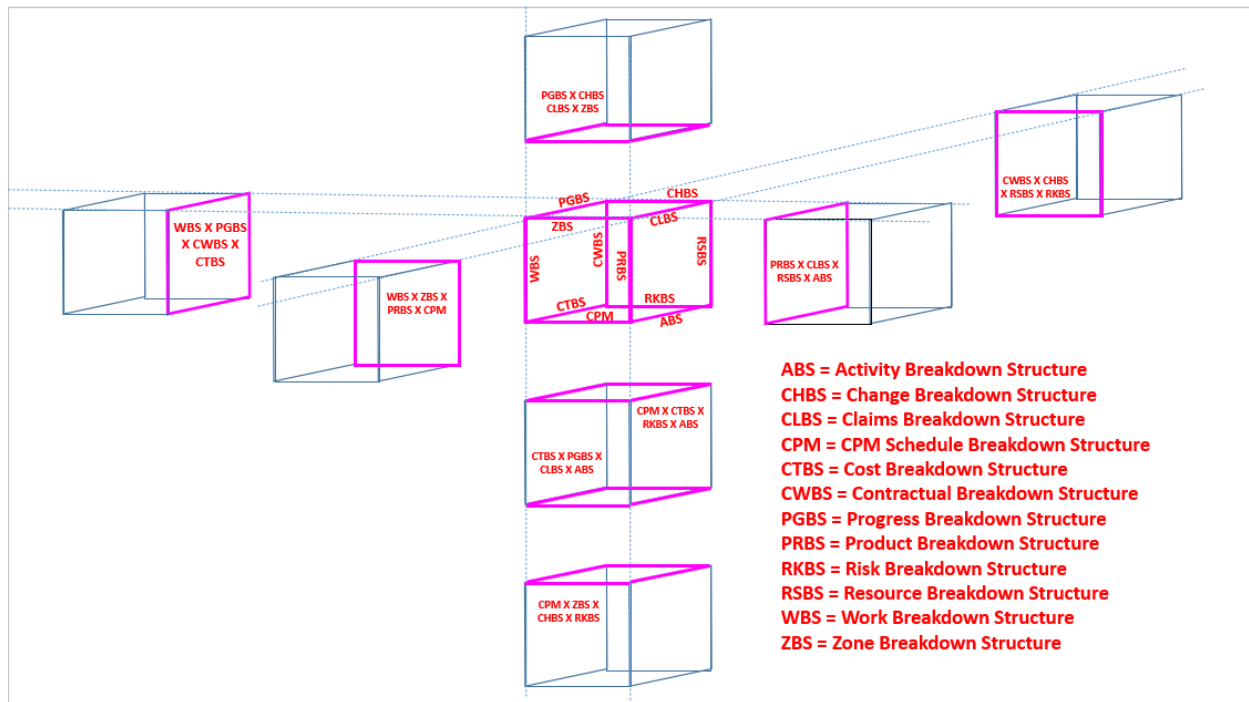 PGBS X CHBS
CLBS X ZBS
CWBS X CHBS
X RSBS X RKBS
PGBS
CHBS
ZBS
CLBS
WBS
CWBS
PRBS
RSBS
CTBS
RKBS
CPM
ABS
WBS X PGBS
X CWBS X
CTBS
WBS X ZBS X
PRBS X CPM
PRBS X CLBS X
RSBS X ABS
CPM X CTBS X
RKBS X ABS
CTBS X PGBS X
CLBS X ABS
CPM X ZBS X
CHBS X RKBS
ABS = Activity Breakdown Structure
CHBS = Change Breakdown Structure
CLBS = Claims Breakdown Structure
CPM = CPM Schedule Breakdown Structure
CTBS = Cost Breakdown Structure
CWBS = Contractual Breakdown Structure
PGBS = Progress Breakdown Structure
PRBS = Product Breakdown Structure
RKBS = Risk Breakdown Structure
RSBS = Resource Breakdown Structure
WBS = Work Breakdown Structure
ZBS = Zone Breakdown Structure